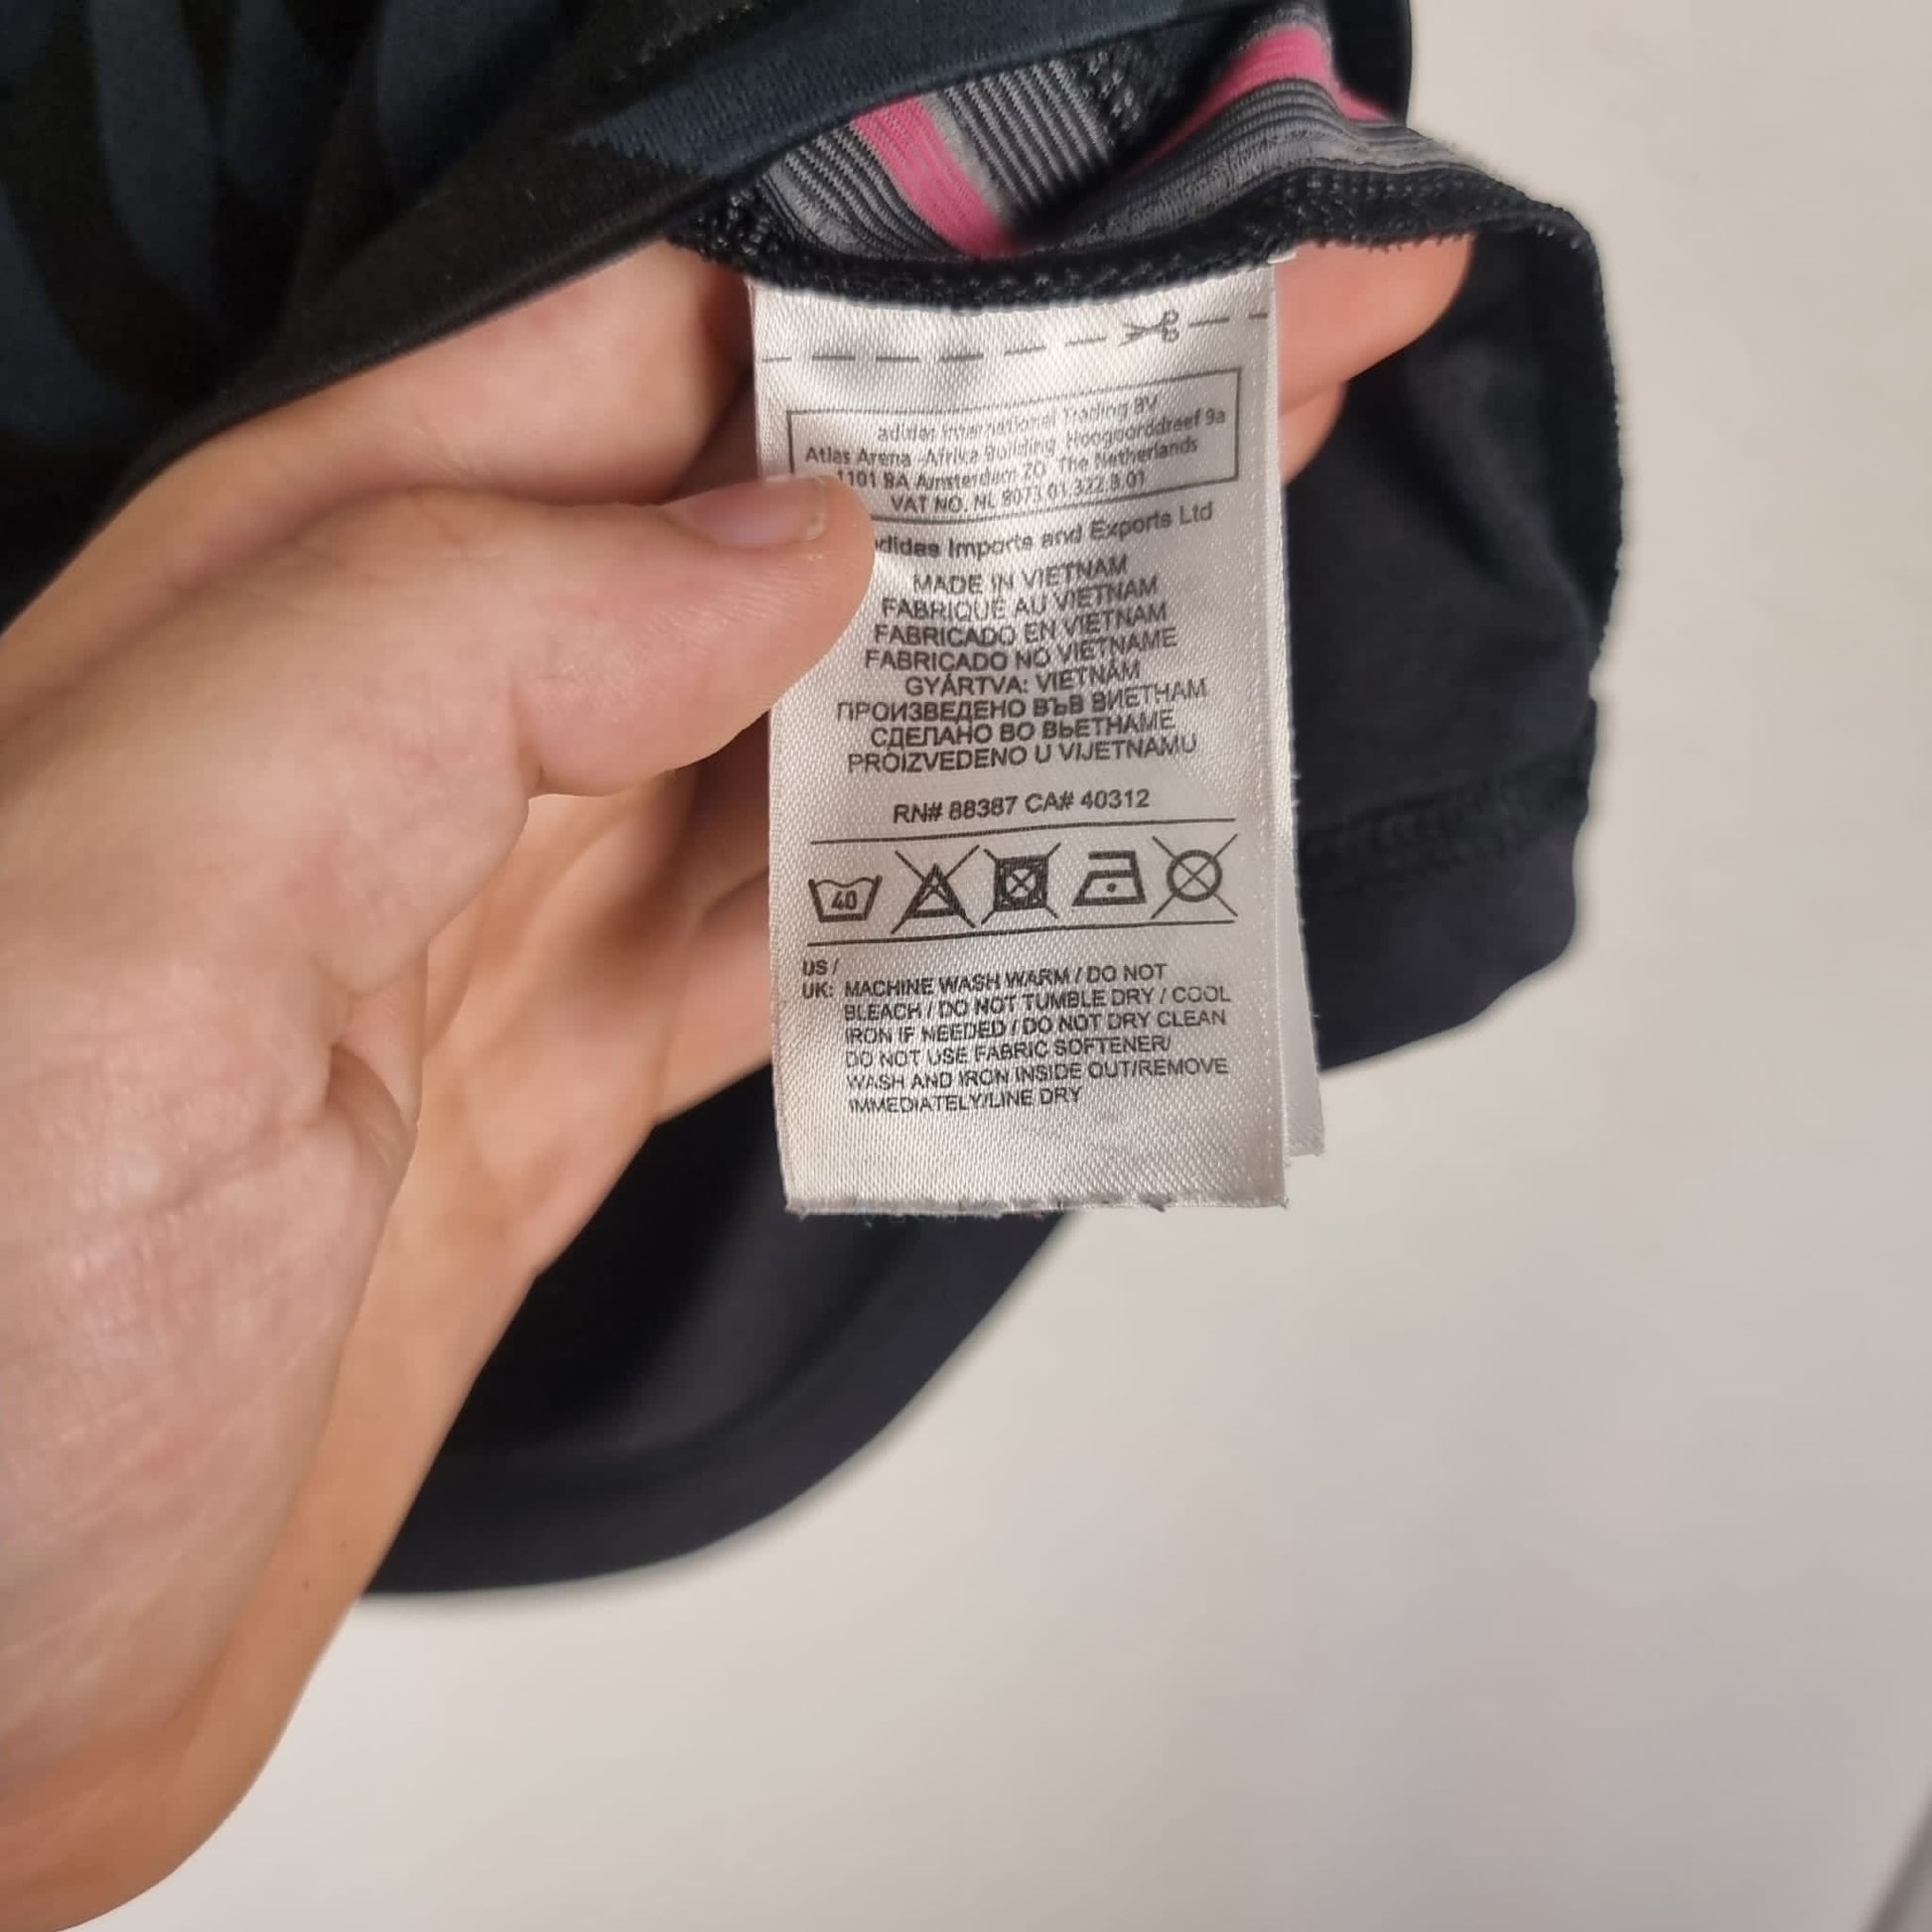 adidas International Trading BV
Atlas Arena, Afrika Building, Hoogoorddreef 9a
1101 BA Amsterdam ZO, The Netherlands
VAT NO. NL 8073.01.322.B.01
adidas Imports and Exports Ltd
MADE IN VIETNAM
FABRIQUÉ AU VIETNAM
FABRICADO EN VIETNAM
FABRICADO NO VIETNAME
GYÁRTVA: VIETNÁM
ПРОИЗВЕДЕНО ВЪВ ВИЕТНАМ
СДЕЛАНО ВО ВЬЕТНАМЕ
PROIZVEDENO U VIJETNAMU
RN# 88387 CA# 40312
40
US /
UK: MACHINE WASH WARM / DO NOT
BLEACH / DO NOT TUMBLE DRY / COOL
IRON IF NEEDED / DO NOT DRY CLEAN
DO NOT USE FABRIC SOFTENER/
WASH AND IRON INSIDE OUT/REMOVE
IMMEDIATELY/LINE DRY